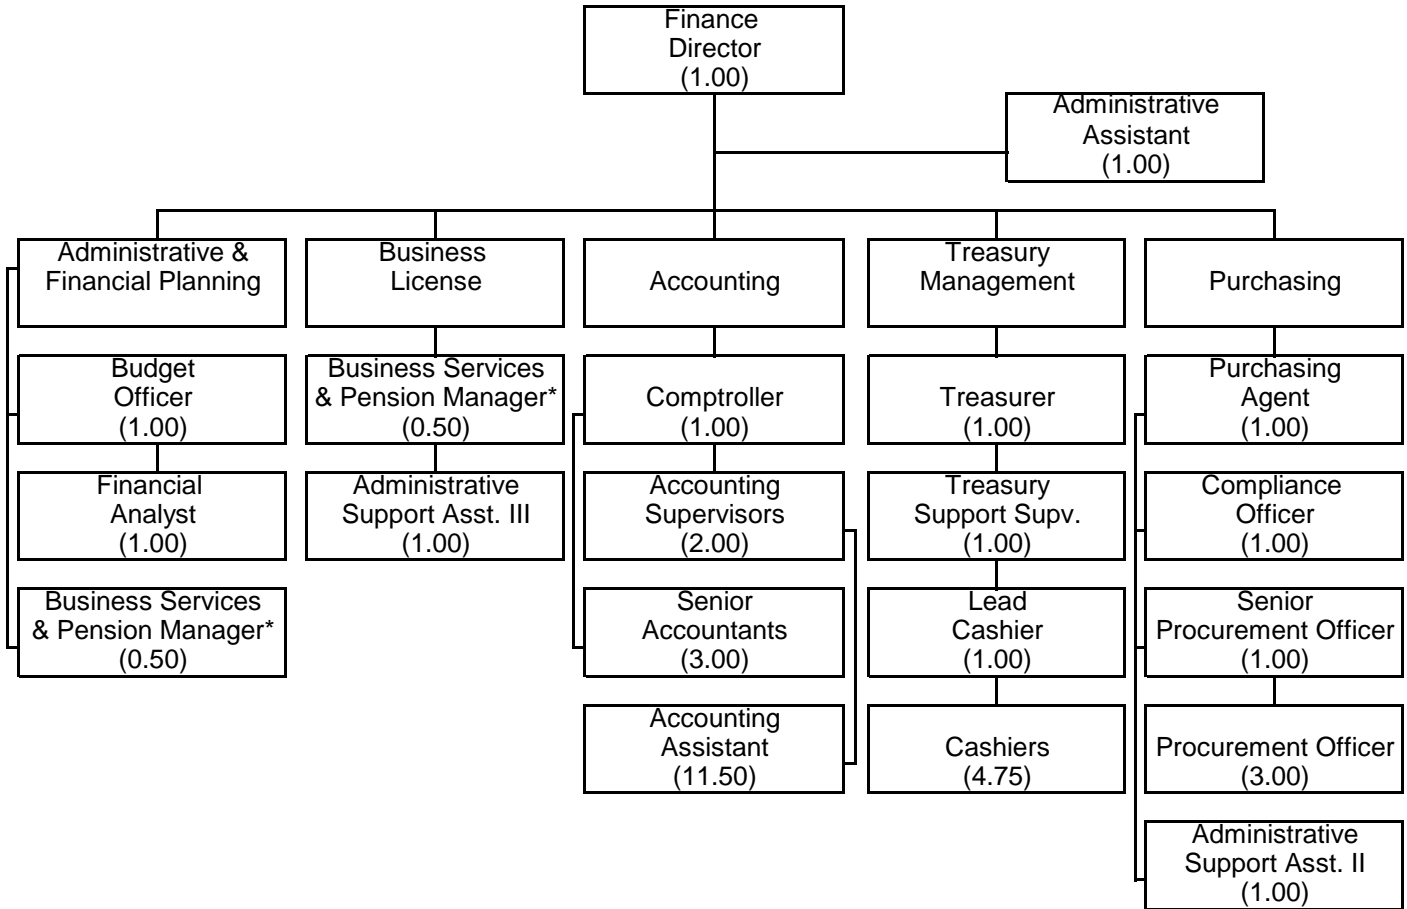 Finance
Director
(1.00)
Administrative
Assistant
(1.00)
Administrative &
Financial Planning
Business
License
Accounting
Treasury
Management
Purchasing
Budget
Officer
(1.00)
Business Services
& Pension Manager*
(0.50)
Comptroller
(1.00)
Treasurer
(1.00)
Purchasing
Agent
(1.00)
Financial
Analyst
(1.00)
Administrative
Support Asst. III
(1.00)
Accounting
Supervisors
(2.00)
Treasury
Support Supv.
(1.00)
Compliance
Officer
(1.00)
Business Services
& Pension Manager*
(0.50)
Senior
Accountants
(3.00)
Lead
Cashier
(1.00)
Senior
Procurement Officer
(1.00)
Accounting
Assistant
(11.50)
Cashiers
(4.75)
Procurement Officer
(3.00)
Administrative
Support Asst. II
(1.00)